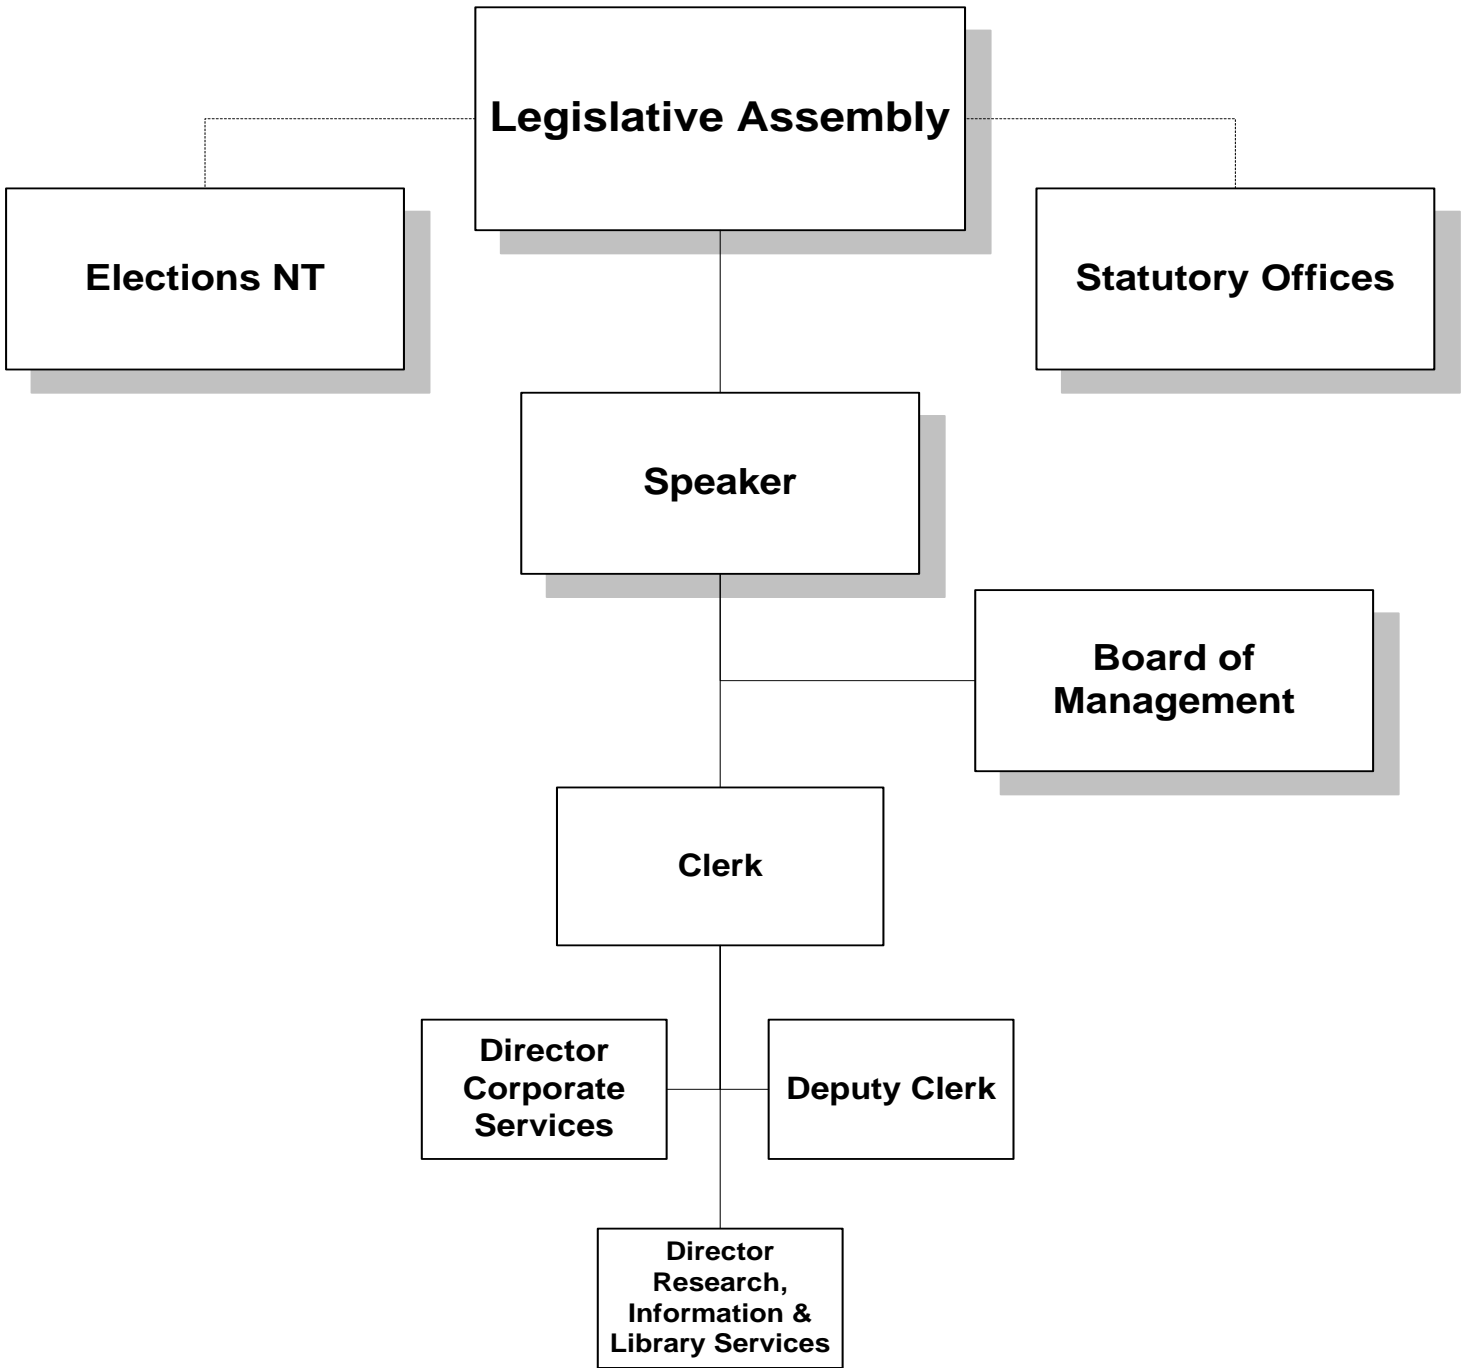 Legislative Assembly
Elections NT
Statutory Offices
Speaker
Board of
Management
Clerk
Director
Corporate
Services
Deputy Clerk
Director
Research,
Information &
Library Services